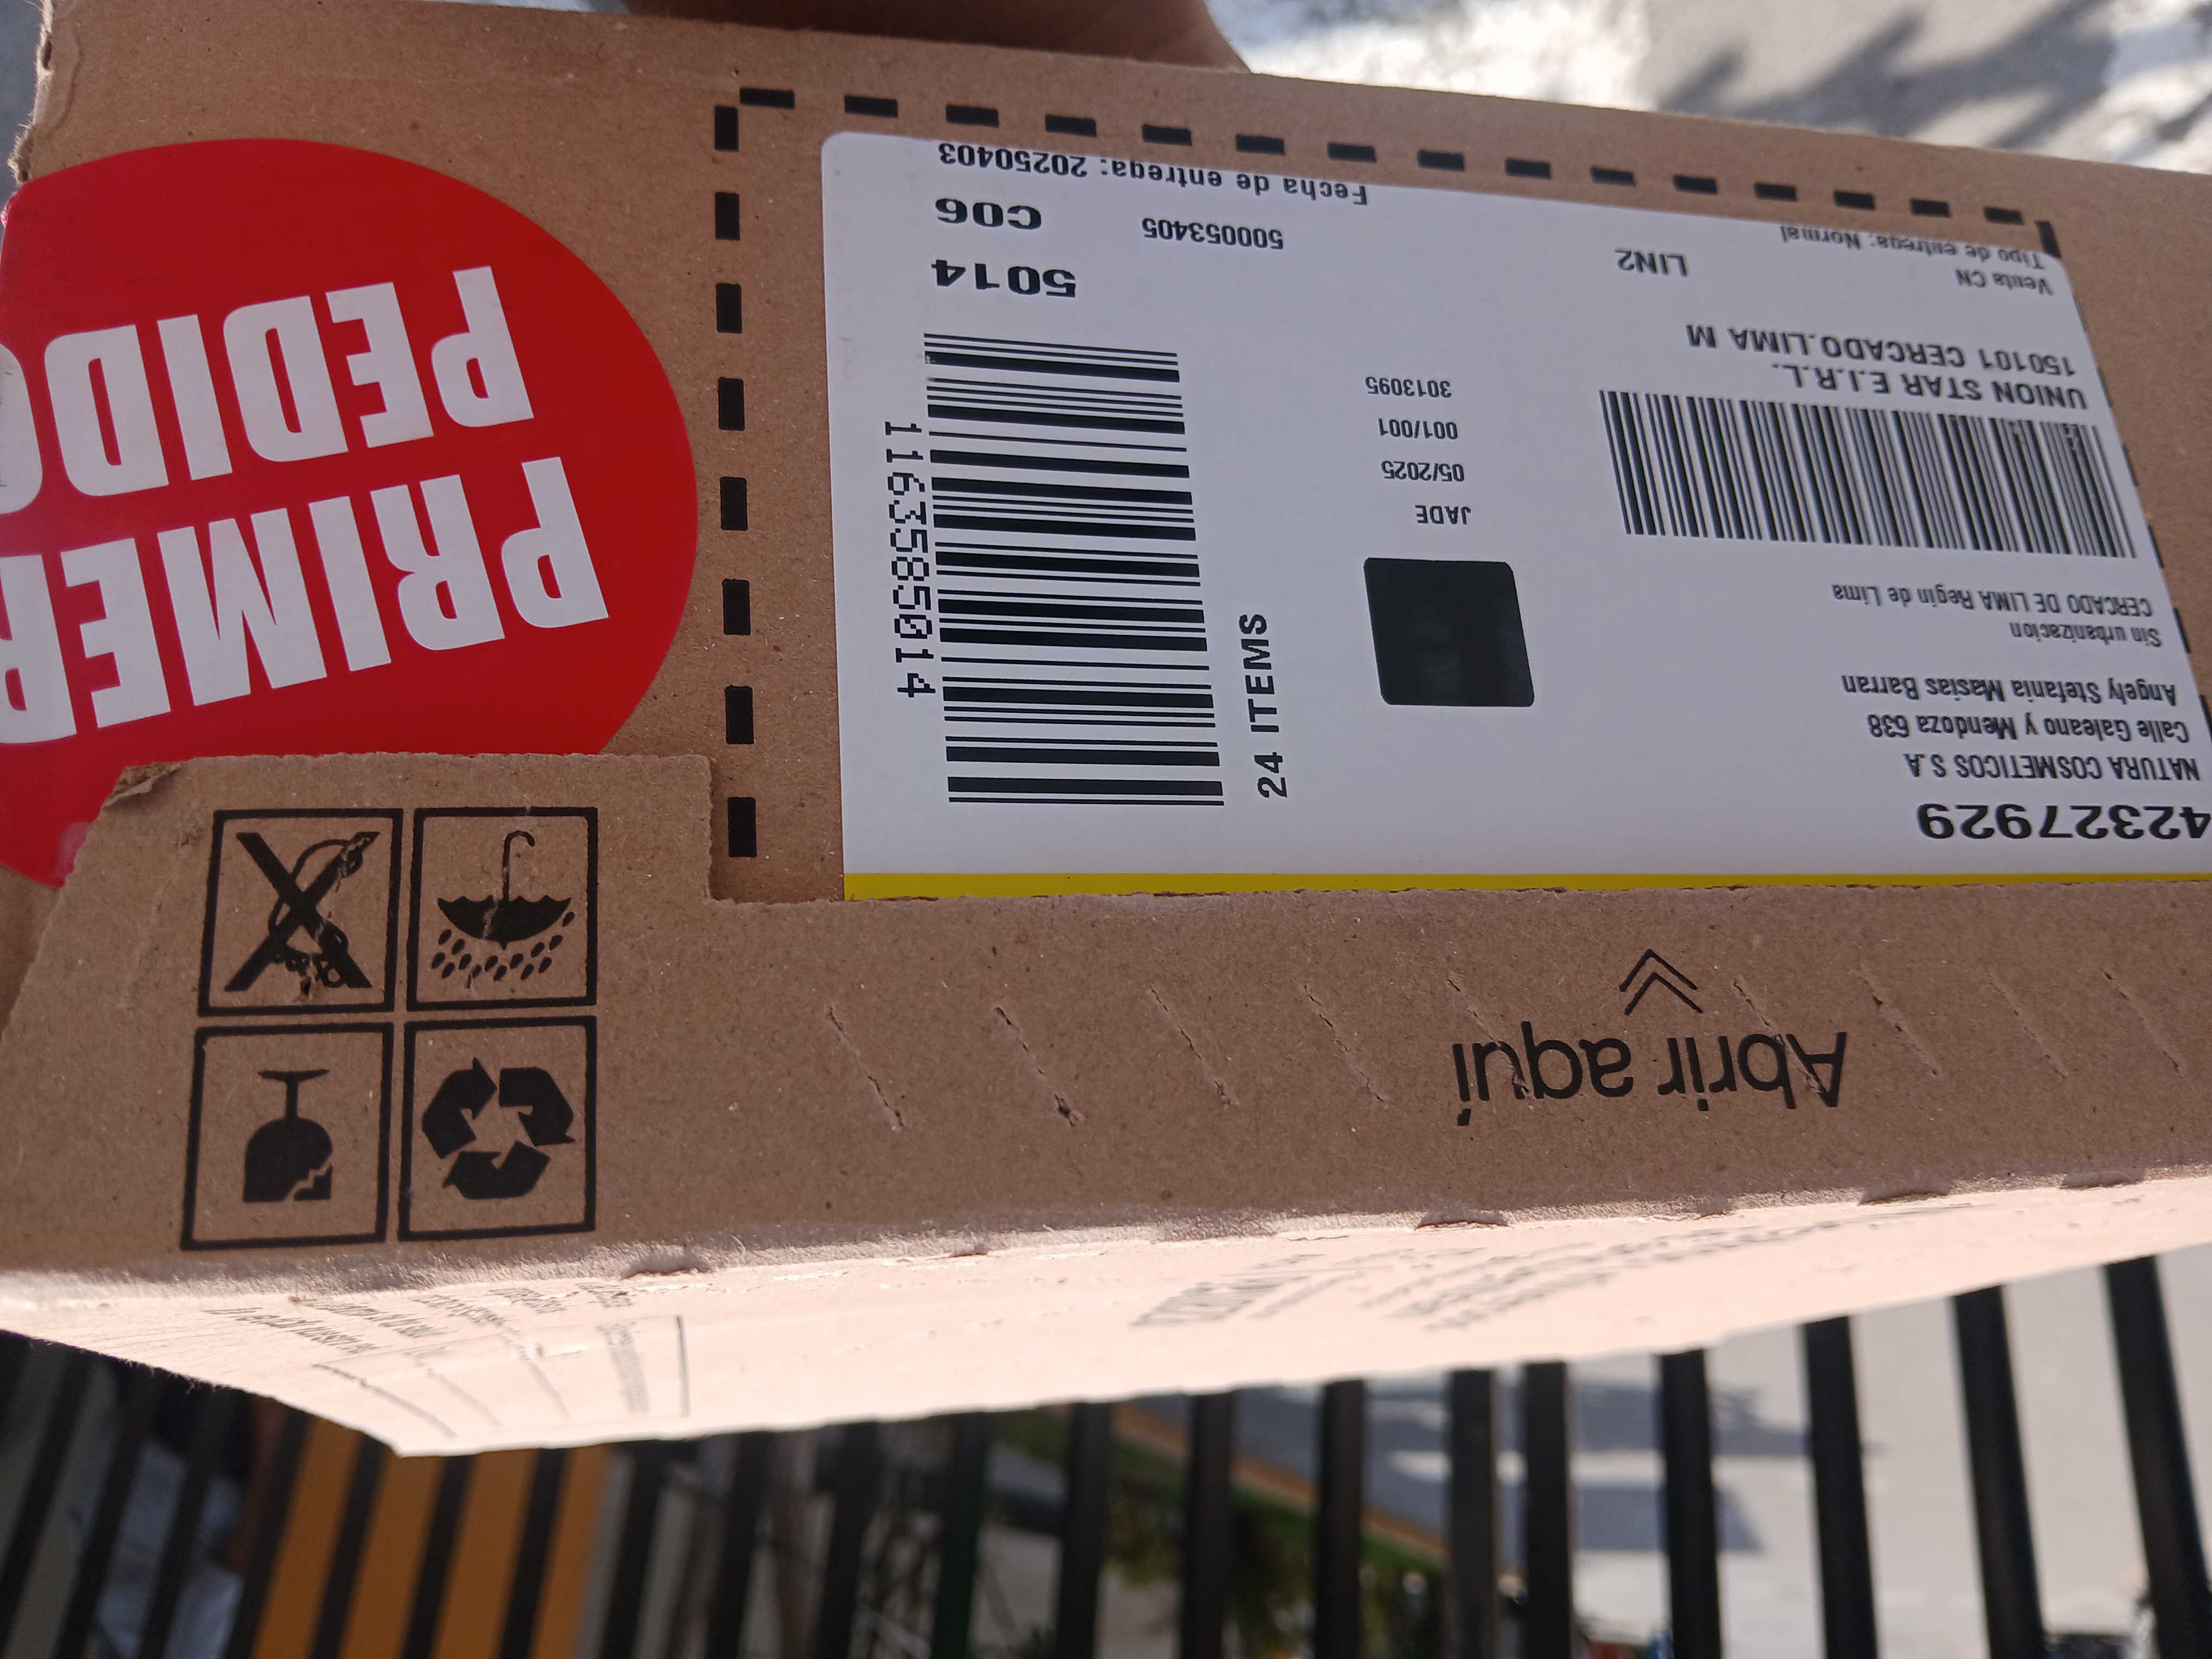 42327929
NATURA COSMETICOS S.A
Calle Galeano y Mendoza 638
Angely Stefania Masias Barran
Sin urbanizacion
CERCADO DE LIMA Regin de Lima
UNION STAR E.I.R.L.
150101 CERCADO.LIMA M
Venta CN
LIN2
Tipo de entrega: Normal
JADE
05/2025
001/001
3013095
24 ITEMS
1163585014
5014
C06
500053405
Fecha de entrega: 20250403
PRIMER
PEDIDO
Abrir aquí